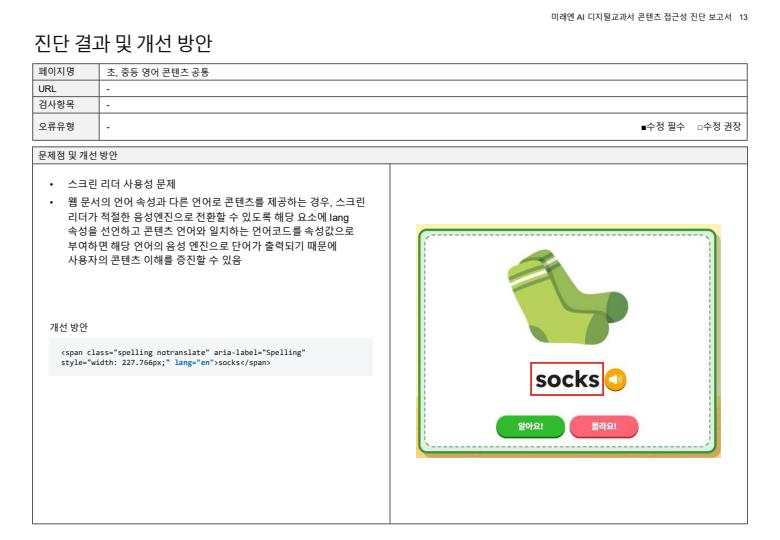 미래엔 AI 디지털교과서 콘텐츠 접근성 진단 보고서 13
진단 결과 및 개선 방안
페이지명 초, 중등 영어 콘텐츠 공통
URL -
검사항목 -
오류유형 - ■수정 필수 □수정 권장
문제점 및 개선 방안
• 스크린 리더 사용성 문제
• 웹 문서의 언어 속성과 다른 언어로 콘텐츠를 제공하는 경우, 스크린
리더가 적절한 음성엔진으로 전환할 수 있도록 해당 요소에 lang
속성을 선언하고 콘텐츠 언어와 일치하는 언어코드를 속성값으로
부여하면 해당 언어의 음성 엔진으로 단어가 출력되기 때문에
사용자의 콘텐츠 이해를 증진할 수 있음
개선 방안
<span class="spelling notranslate" aria-label="Spelling"
style="width: 227.766px;" lang="en">socks</span>
socks
알아요!
몰라요!